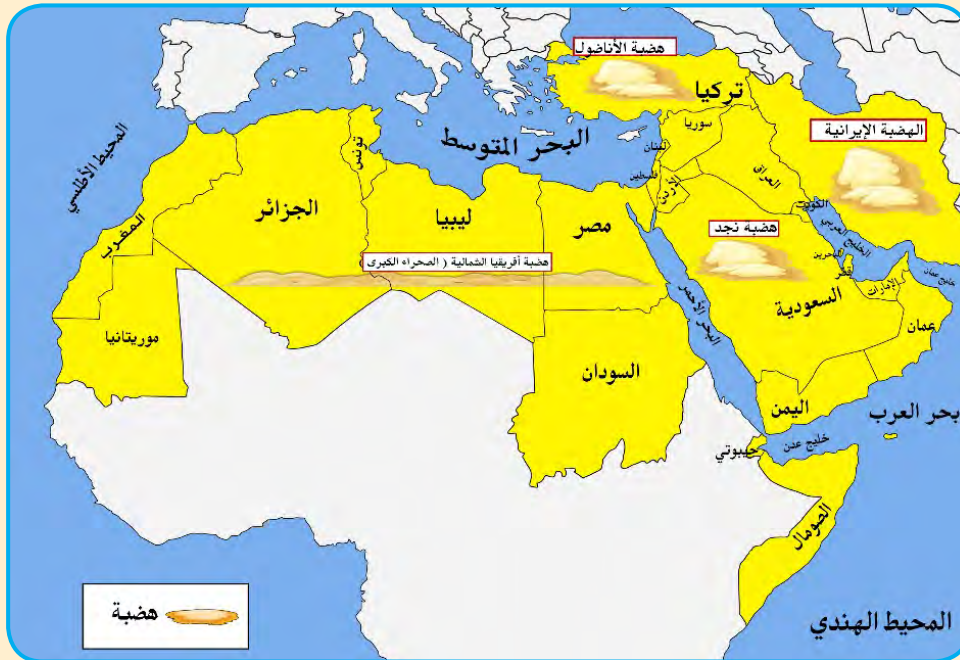 هضبة الأناضول
تركيا
الهضبة الإيرانية
سوريا
لبنان
العراق
فلسطين
الأردن
البحر المتوسط
المحيط الأطلسي
تونس
الجزائر
المغرب
ليبيا
مصر
هضبة نجد
الكويت
الخليج العربي
البحرين
قطر
خليج عمان
الإمارات
السعودية
عمان
هضبة أفريقيا الشمالية ( الصحراء الكبرى
البحر الأحمر
موريتانيا
السودان
اليمن
بحر العرب
خليج عدن
جيبوتي
الصومال
هضبة
المحيط الهندي